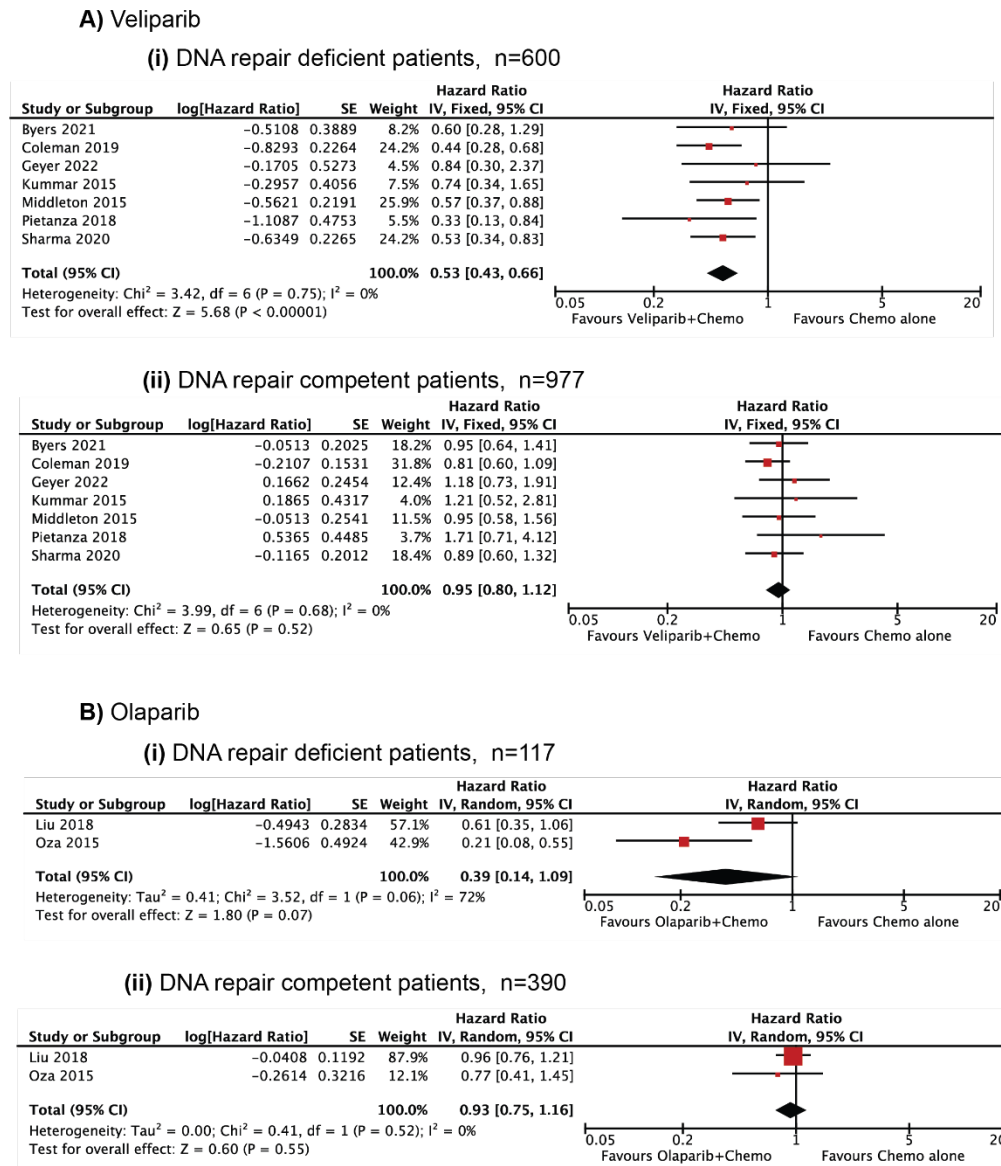 A) Veliparib
(i) DNA repair deficient patients, n=600
Hazard Ratio Hazard Ratio
Study or Subgroup log[Hazard Ratio] SE Weight IV, Fixed, 95% CI IV, Fixed, 95% CI
Byers 2021 -0.5108 0.3889 8.2% 0.60 [0.28, 1.29]
Coleman 2019 -0.8293 0.2264 24.2% 0.44 [0.28, 0.68]
Geyer 2022 -0.1705 0.5273 4.5% 0.84 [0.30, 2.37]
Kummar 2015 -0.2957 0.4056 7.5% 0.74 [0.34, 1.65]
Middleton 2015 -0.5621 0.2191 25.9% 0.57 [0.37, 0.88]
Pietanza 2018 -1.1087 0.4753 5.5% 0.33 [0.13, 0.84]
Sharma 2020 -0.6349 0.2265 24.2% 0.53 [0.34, 0.83]
Total (95% CI) 100.0% 0.53 [0.43, 0.66]
Heterogeneity: Chi² = 3.42, df = 6 (P = 0.75); I² = 0%
Test for overall effect: Z = 5.68 (P < 0.00001)
0.05 0.2 1 5 20
Favours Veliparib+Chemo Favours Chemo alone
(ii) DNA repair competent patients, n=977
Hazard Ratio Hazard Ratio
Study or Subgroup log[Hazard Ratio] SE Weight IV, Fixed, 95% CI IV, Fixed, 95% CI
Byers 2021 -0.0513 0.2025 18.2% 0.95 [0.64, 1.41]
Coleman 2019 -0.2107 0.1531 31.8% 0.81 [0.60, 1.09]
Geyer 2022 0.1662 0.2454 12.4% 1.18 [0.73, 1.91]
Kummar 2015 0.1865 0.4317 4.0% 1.21 [0.52, 2.81]
Middleton 2015 -0.0513 0.2541 11.5% 0.95 [0.58, 1.56]
Pietanza 2018 0.5365 0.4485 3.7% 1.71 [0.71, 4.12]
Sharma 2020 -0.1165 0.2012 18.4% 0.89 [0.60, 1.32]
Total (95% CI) 100.0% 0.95 [0.80, 1.12]
Heterogeneity: Chi² = 3.99, df = 6 (P = 0.68); I² = 0%
Test for overall effect: Z = 0.65 (P = 0.52)
0.05 0.2 1 5 20
Favours Veliparib+Chemo Favours Chemo alone
B) Olaparib
(i) DNA repair deficient patients, n=117
Hazard Ratio Hazard Ratio
Study or Subgroup log[Hazard Ratio] SE Weight IV, Random, 95% CI IV, Random, 95% CI
Liu 2018 -0.4943 0.2834 57.1% 0.61 [0.35, 1.06]
Oza 2015 -1.5606 0.4924 42.9% 0.21 [0.08, 0.55]
Total (95% CI) 100.0% 0.39 [0.14, 1.09]
Heterogeneity: Tau² = 0.41; Chi² = 3.52, df = 1 (P = 0.06); I² = 72%
Test for overall effect: Z = 1.80 (P = 0.07)
0.05 0.2 1 5 20
Favours Olaparib+Chemo Favours Chemo alone
(ii) DNA repair competent patients, n=390
Hazard Ratio Hazard Ratio
Study or Subgroup log[Hazard Ratio] SE Weight IV, Random, 95% CI IV, Random, 95% CI
Liu 2018 -0.0408 0.1192 87.9% 0.96 [0.76, 1.21]
Oza 2015 -0.2614 0.3216 12.1% 0.77 [0.41, 1.45]
Total (95% CI) 100.0% 0.93 [0.75, 1.16]
Heterogeneity: Tau² = 0.00; Chi² = 0.41, df = 1 (P = 0.52); I² = 0%
Test for overall effect: Z = 0.60 (P = 0.55)
0.05 0.2 1 5 20
Favours Olaparib+Chemo Favours Chemo alone